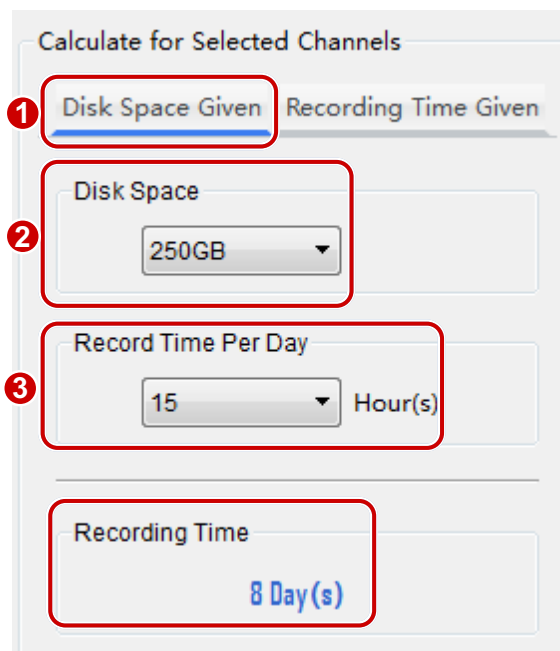 Calculate for Selected Channels
1 Disk Space Given Recording Time Given
Disk Space
2 250GB
Record Time Per Day
3 15 Hour(s)
Recording Time
8 Day(s)